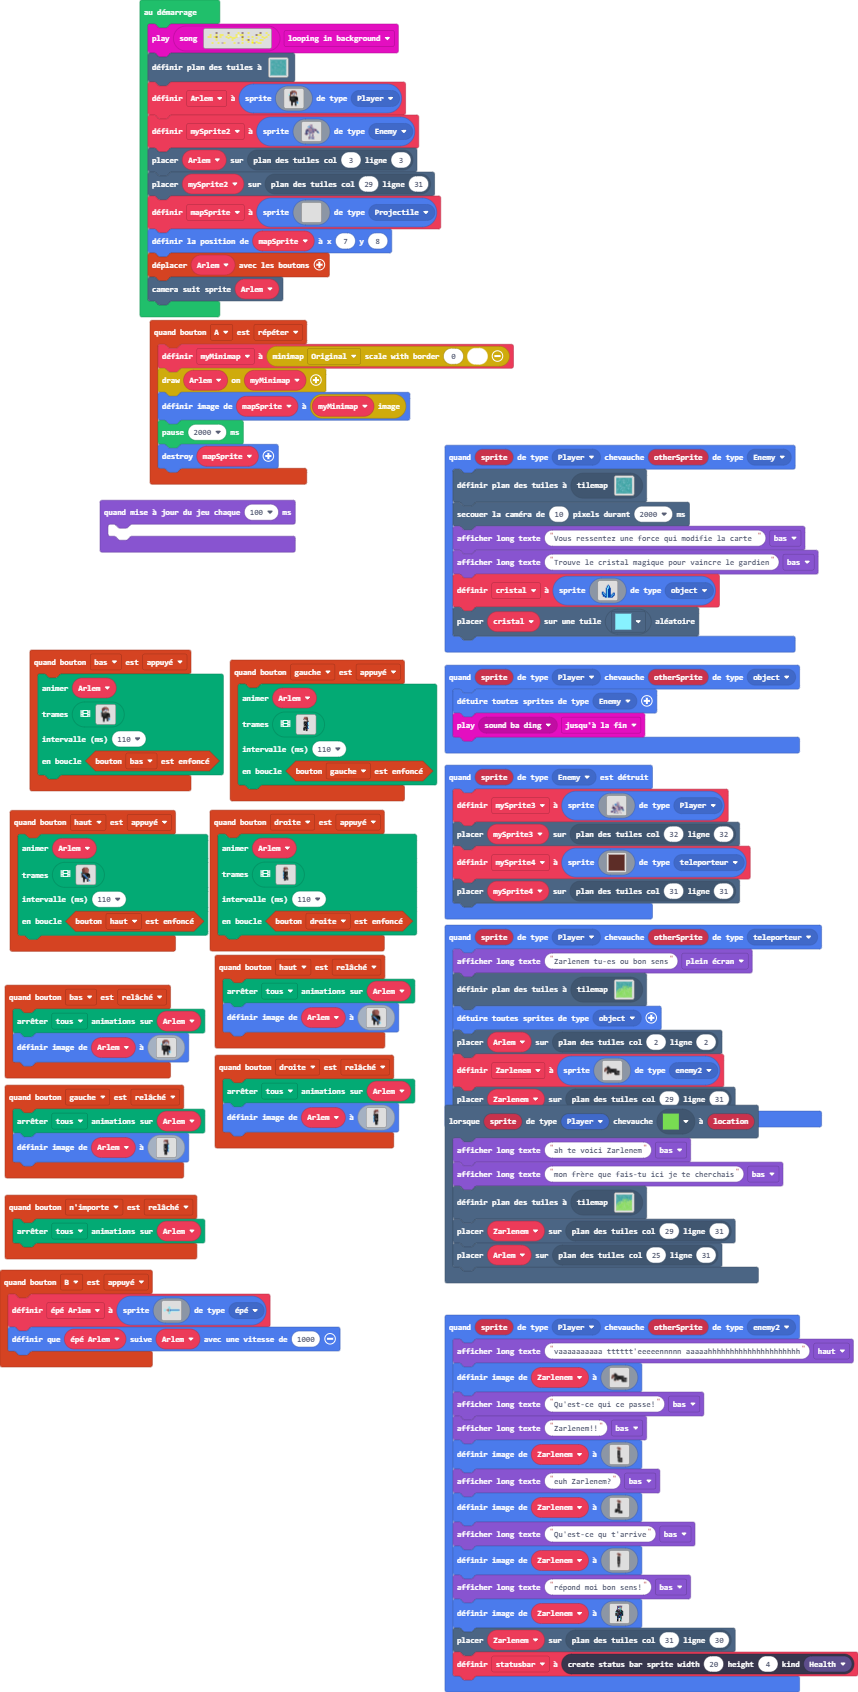 au démarrage
play song looping in background
définir plan des tuiles à
définir Arlem à sprite de type Player
définir mySprite2 à sprite de type Enemy
placer Arlem sur plan des tuiles col 3 ligne 3
placer mySprite2 sur plan des tuiles col 29 ligne 31
définir mapSprite à sprite de type Projectile
définir la position de mapSprite à x 7 y 8
déplacer Arlem avec les boutons
camera suit sprite Arlem
quand bouton A est répéter
définir myMinimap à minimap Original scale with border 0
draw Arlem on myMinimap
définir image de mapSprite à myMinimap image
pause 2000 ms
destroy mapSprite
quand mise à jour du jeu chaque 100 ms
quand bouton bas est appuyé
animer Arlem
trames
intervalle (ms) 110
en boucle bouton bas est enfoncé
quand bouton gauche est appuyé
animer Arlem
trames
intervalle (ms) 110
en boucle bouton gauche est enfoncé
quand bouton haut est appuyé
animer Arlem
trames
intervalle (ms) 110
en boucle bouton haut est enfoncé
quand bouton droite est appuyé
animer Arlem
trames
intervalle (ms) 110
en boucle bouton droite est enfoncé
quand bouton haut est relâché
arrêter tous animations sur Arlem
définir image de Arlem à
quand bouton bas est relâché
arrêter tous animations sur Arlem
définir image de Arlem à
quand bouton droite est relâché
arrêter tous animations sur Arlem
définir image de Arlem à
quand bouton gauche est relâché
arrêter tous animations sur Arlem
définir image de Arlem à
quand bouton n'importe est relâché
arrêter tous animations sur Arlem
quand bouton B est appuyé
définir épé Arlem à sprite de type épé
définir que épé Arlem suive Arlem avec une vitesse de 1000
quand sprite de type Player chevauche otherSprite de type Enemy
définir plan des tuiles à tilemap
secouer la caméra de 10 pixels durant 2000 ms
afficher long texte "Vous ressentez une force qui modifie la carte " bas
afficher long texte "Trouve le cristal magique pour vaincre le gardien" bas
définir cristal à sprite de type object
placer cristal sur une tuile aléatoire
quand sprite de type Player chevauche otherSprite de type object
détuire toutes sprites de type Enemy
play sound ba ding jusqu'à la fin
quand sprite de type Enemy est détruit
définir mySprite3 à sprite de type Player
placer mySprite3 sur plan des tuiles col 32 ligne 32
définir mySprite4 à sprite de type teleporteur
placer mySprite4 sur plan des tuiles col 31 ligne 31
quand sprite de type Player chevauche otherSprite de type teleporteur
afficher long texte "Zarlenem tu-es ou bon sens" plein écran
définir plan des tuiles à tilemap
détuire toutes sprites de type object
placer Arlem sur plan des tuiles col 2 ligne 2
définir Zarlenem à sprite de type enemy2
placer Zarlenem sur plan des tuiles col 29 ligne 31
lorsque sprite de type Player chevauche à location
afficher long texte "ah te voici Zarlenem" bas
afficher long texte "mon frère que fais-tu ici je te cherchais" bas
définir plan des tuiles à tilemap
placer Zarlenem sur plan des tuiles col 29 ligne 31
placer Arlem sur plan des tuiles col 25 ligne 31
quand sprite de type Player chevauche otherSprite de type enemy2
afficher long texte haut
définir image de Zarlenem à
afficher long texte "Qu'est-ce qui ce passe!" bas
afficher long texte "Zarlenem!!" bas
définir image de Zarlenem à
afficher long texte "euh Zarlenem?" bas
définir image de Zarlenem à
afficher long texte "Qu'est-ce qu t'arrive" bas
définir image de Zarlenem à
afficher long texte "répond moi bon sens!" bas
définir image de Zarlenem à
placer Zarlenem sur plan des tuiles col 31 ligne 30
définir statusbar à create status bar sprite width 20 height 4 kind Health